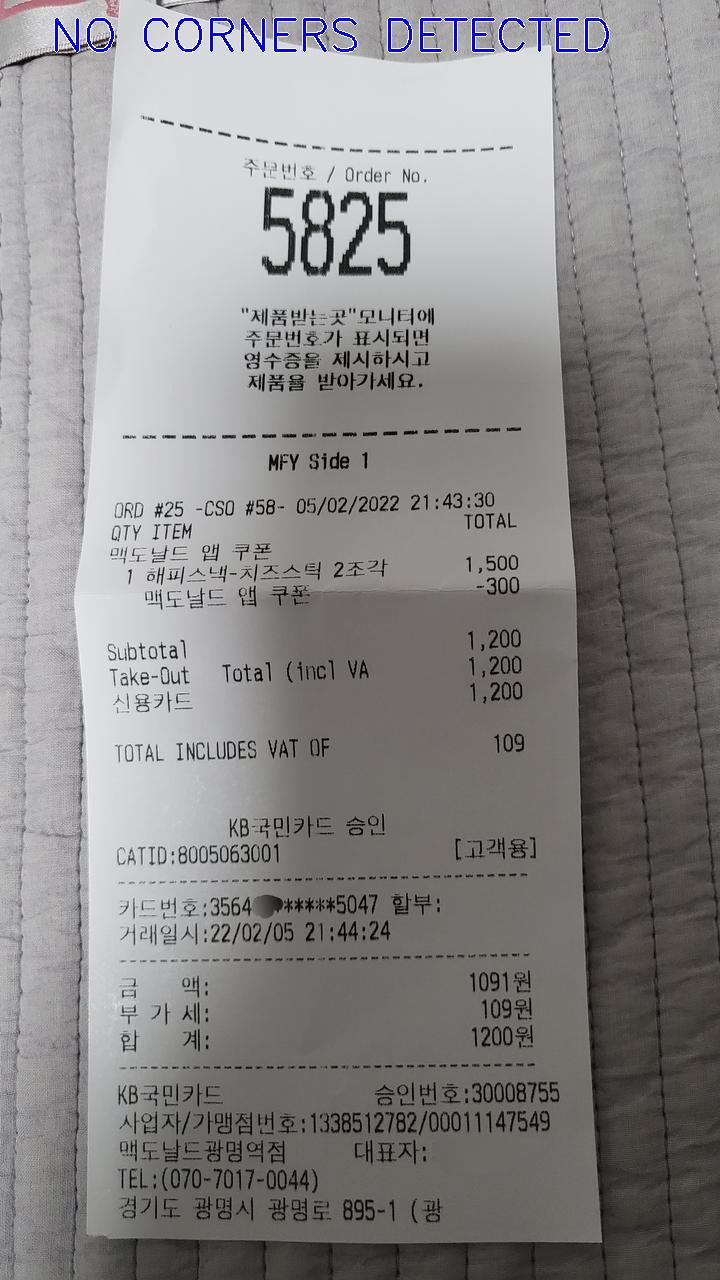 NO CORNERS DETECTED
주문번호 / Order No.
5825
"제품받는곳"모니터에
주문번호가 표시되면
영수증을 제시하시고
제품을 받아가세요.
MFY Side 1
ORD #25 -CSO #58- 05/02/2022 21:43:30
QTY ITEM TOTAL
맥도날드 앱 쿠폰
1 해피스낵-치즈스틱 2조각 1,500
맥도날드 앱 쿠폰 -300
Subtotal 1,200
Take-Out Total (incl VA 1,200
신용카드 1,200
TOTAL INCLUDES VAT OF 109
KB국민카드 승인
CATID:8005063001 [고객용]
카드번호:3564 ******5047 할부:
거래일시:22/02/05 21:44:24
금 액: 1091원
부 가 세: 109원
합 계: 1200원
KB국민카드 승인번호:30008755
사업자/가맹점번호:1338512782/00011147549
맥도날드광명역점 대표자:
TEL:(070-7017-0044)
경기도 광명시 광명로 895-1 (광